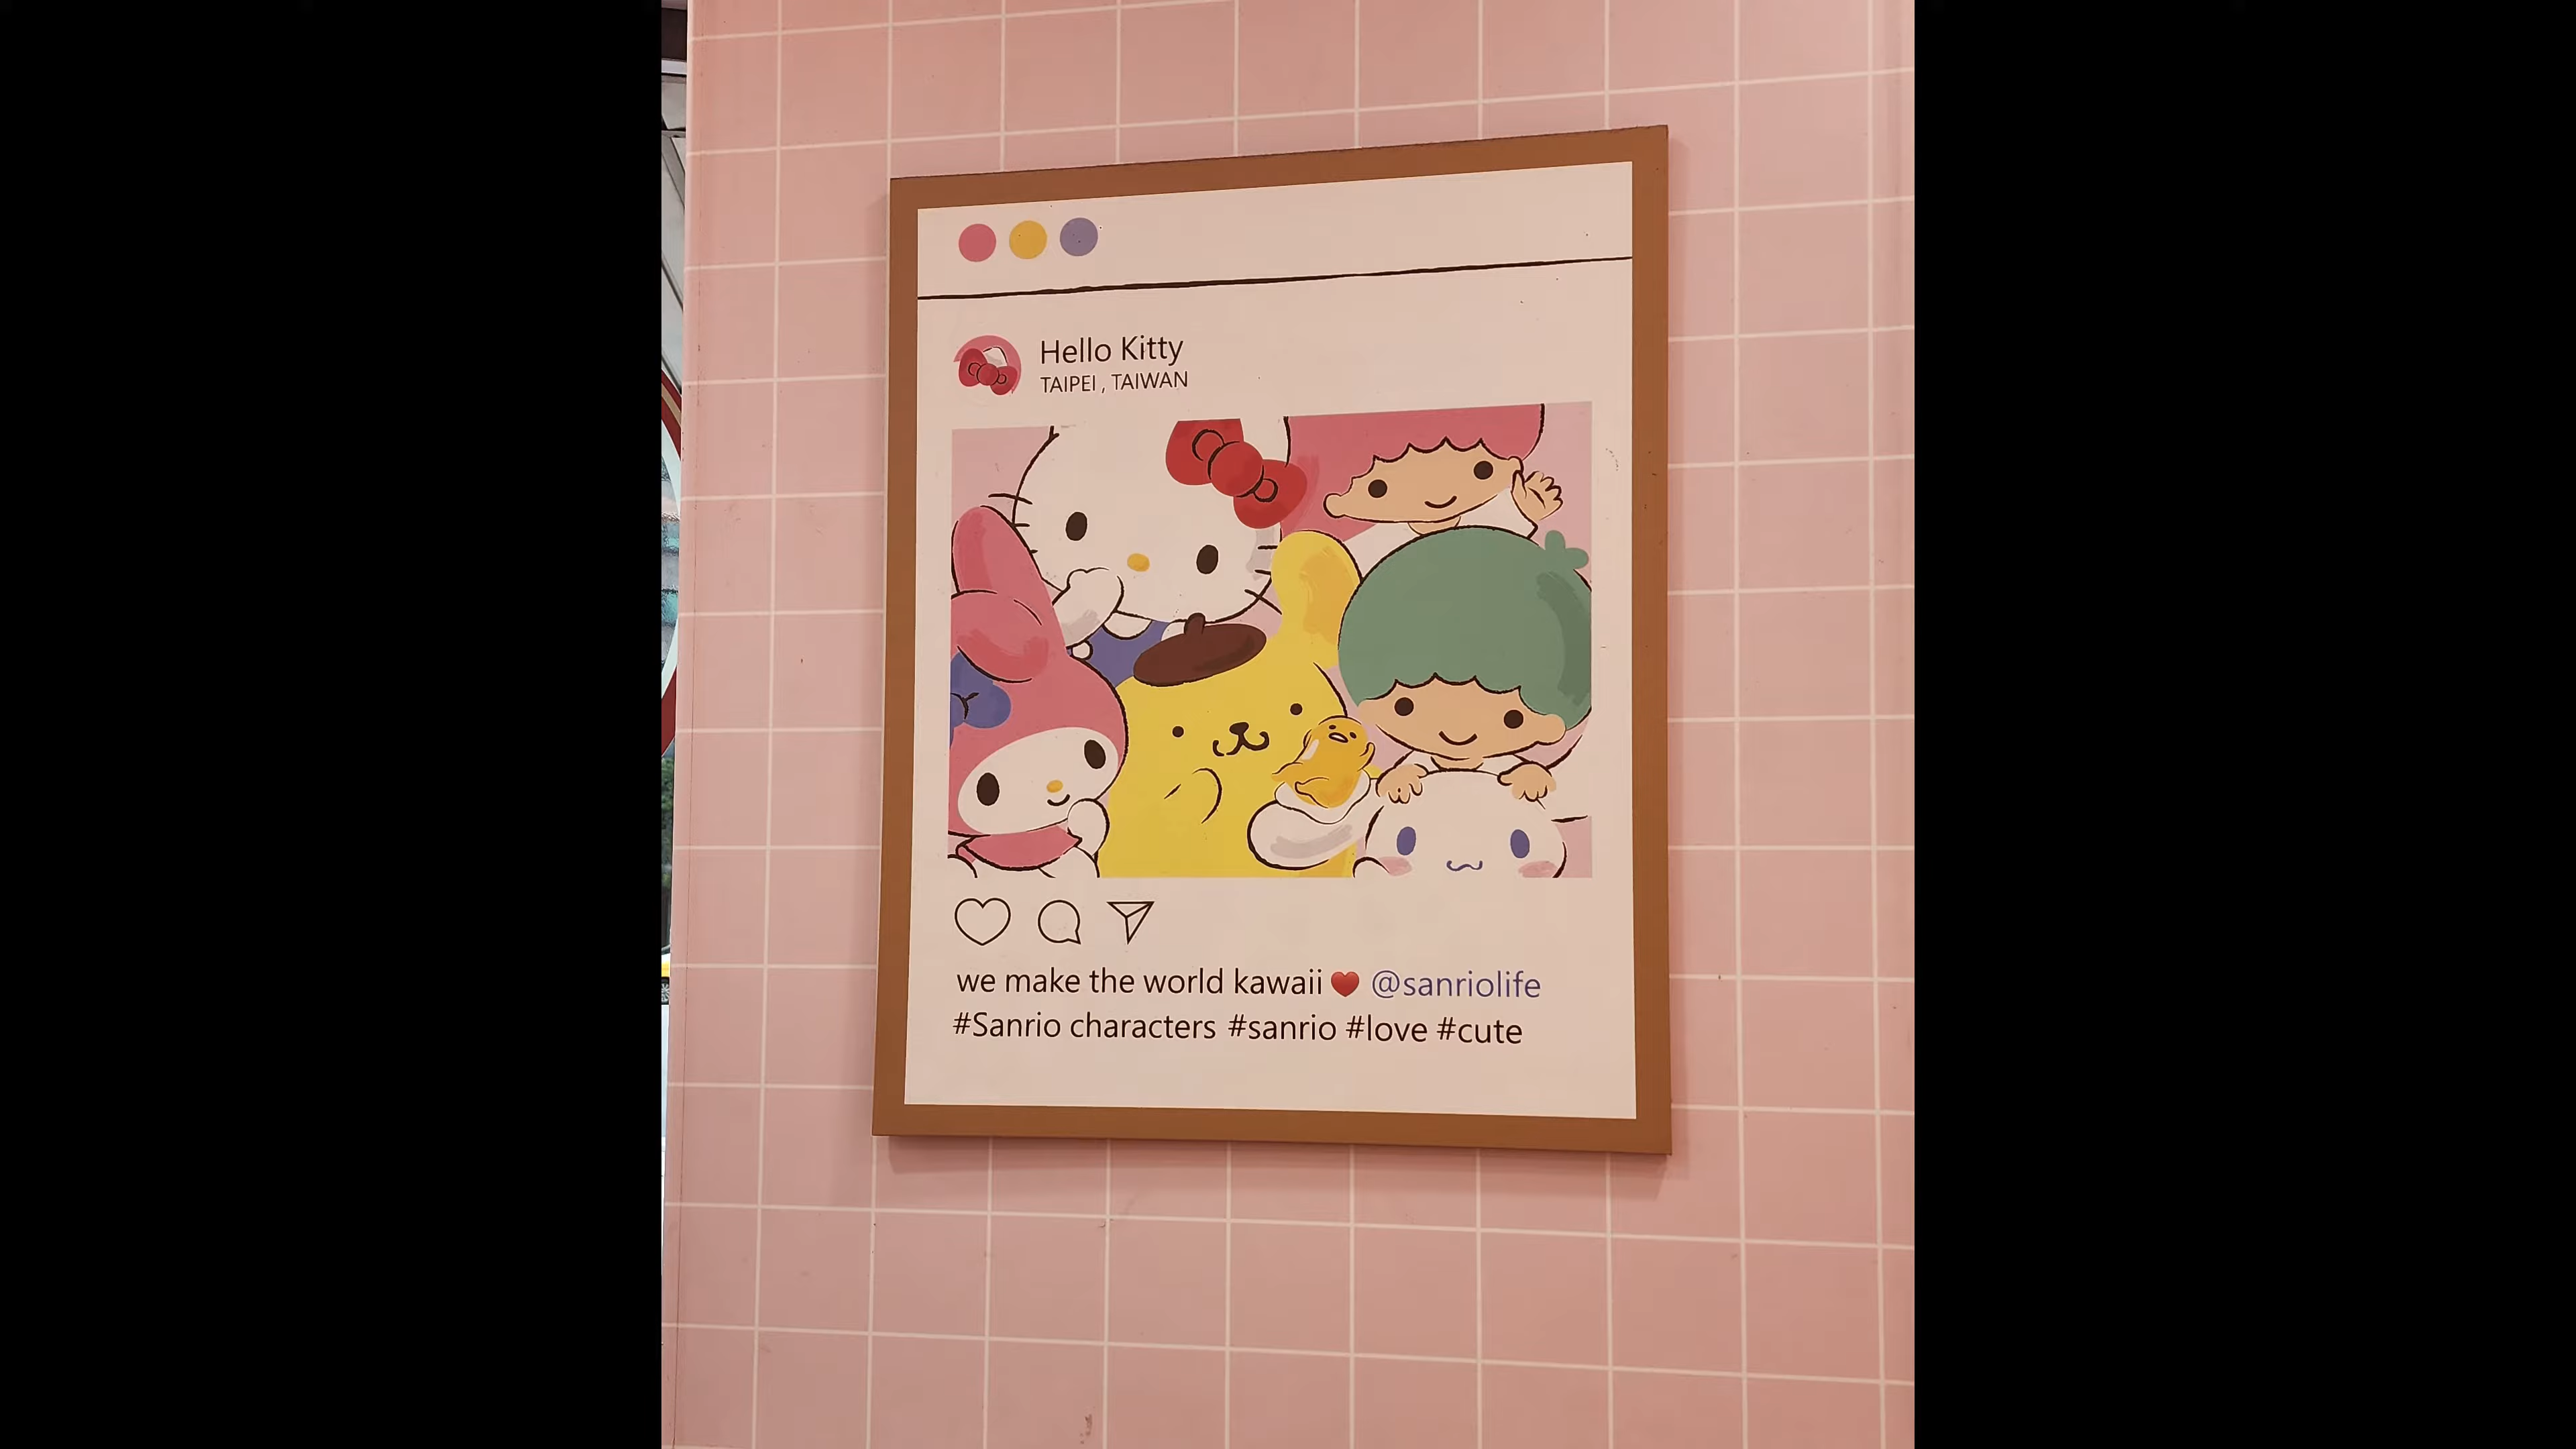 Hello Kitty
TAIPEI , TAIWAN
we make the world kawaii❤ @sanriolife
#Sanrio characters #sanrio #love #cute